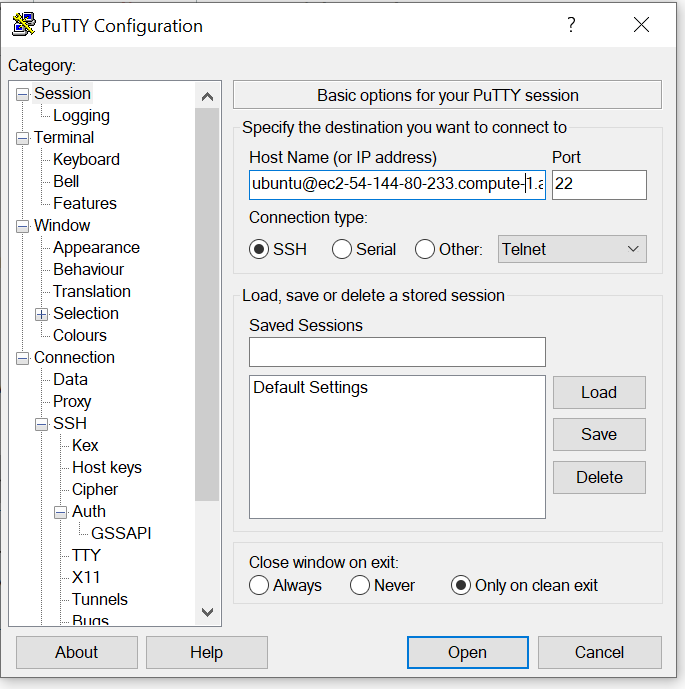 PuTTY Configuration
?
Category:
Session
Logging
Terminal
Keyboard
Bell
Features
Window
Appearance
Behaviour
Translation
Selection
Colours
Connection
Data
Proxy
SSH
Kex
Host keys
Cipher
Auth
GSSAPI
TTY
X11
Tunnels
Bugs
Basic options for your PuTTY session
Specify the destination you want to connect to
Host Name (or IP address) Port
ubuntu@ec2-54-144-80-233.compute-1.a 22
Connection type:
SSH Serial Other: Telnet
Load, save or delete a stored session
Saved Sessions
Default Settings
Load
Save
Delete
Close window on exit:
Always Never Only on clean exit
About Help Open Cancel